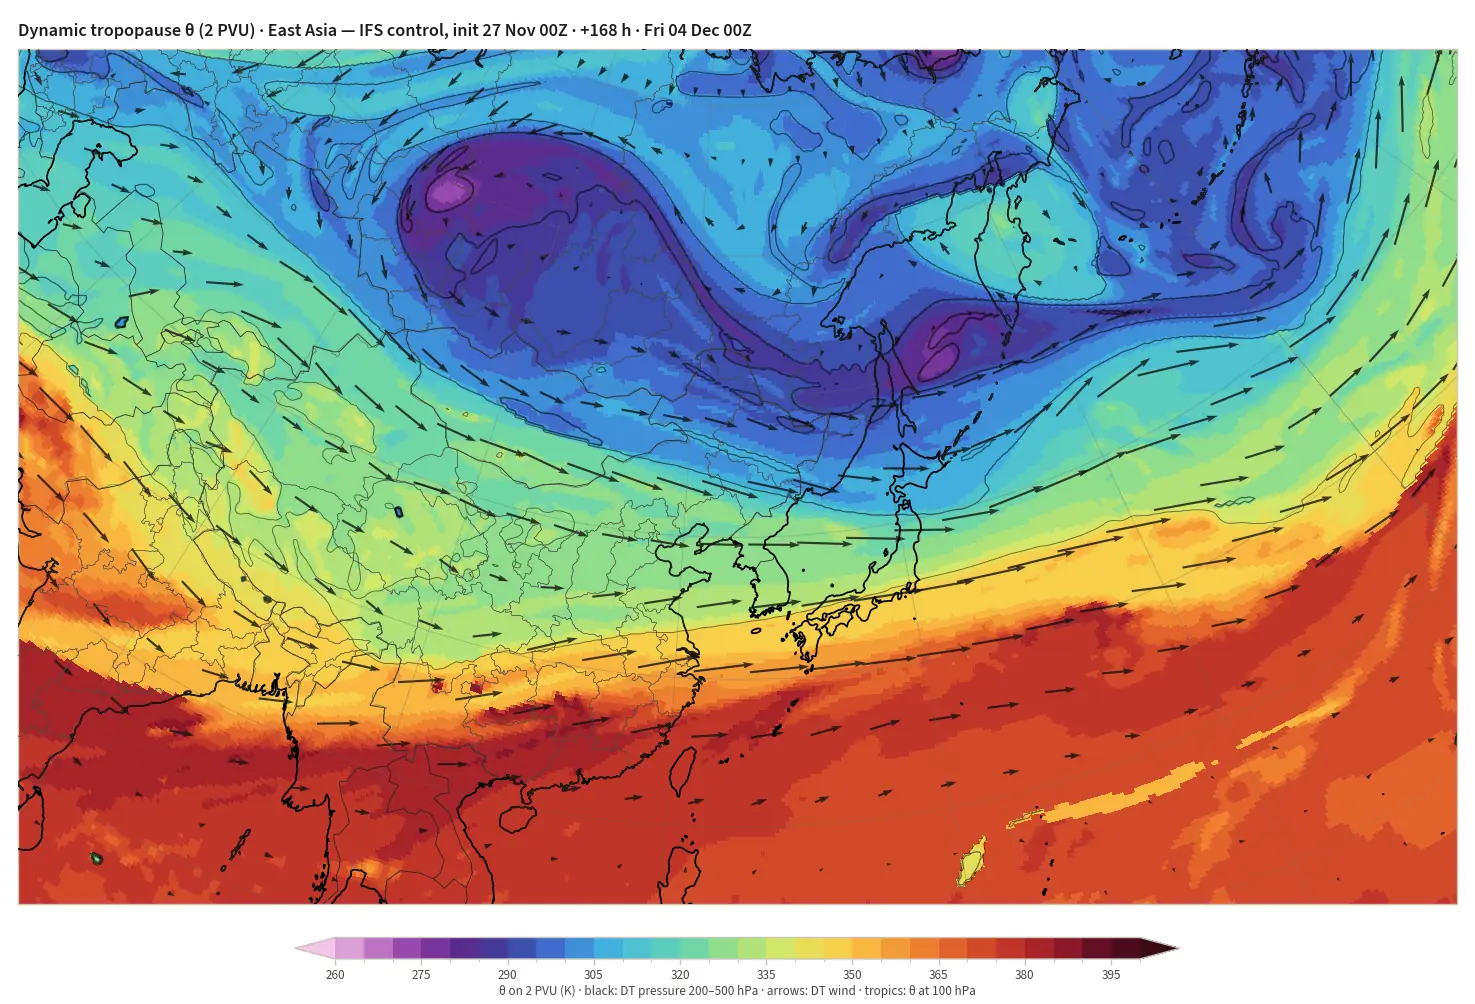 Dynamic tropopause θ (2 PVU) · East Asia — IFS control, init 27 Nov 00Z · +168 h · Fri 04 Dec 00Z
260 275 290 305 320 335 350 365 380 395
θ on 2 PVU (K) · black: DT pressure 200–500 hPa · arrows: DT wind · tropics: θ at 100 hPa